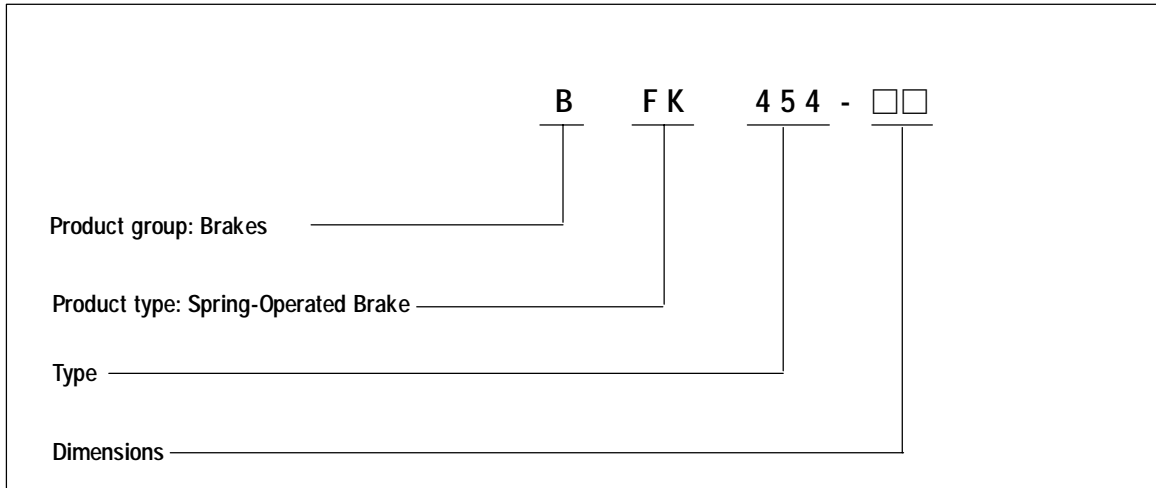 B FK 454 - □□
Product group: Brakes
Product type: Spring-Operated Brake
Type
Dimensions